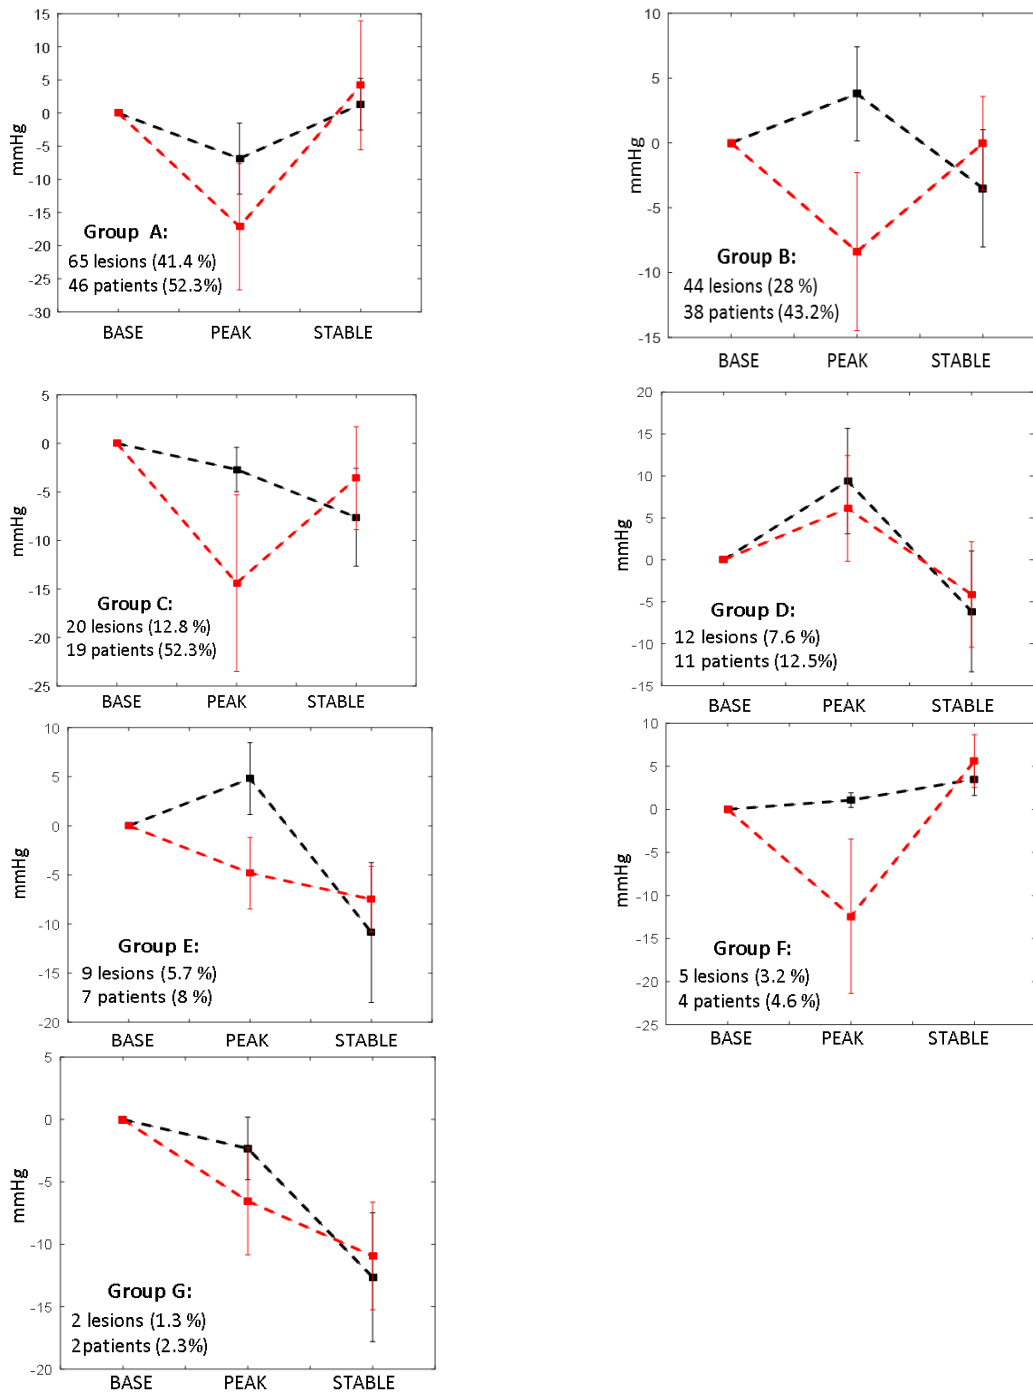 15
10
5
0
-5
-10
-15
-20
-25
-30
mmHg
Group A:
65 lesions (41.4 %)
46 patients (52.3%)
BASE PEAK STABLE
10
5
0
-5
-10
-15
mmHg
Group B:
44 lesions (28 %)
38 patients (43.2%)
BASE PEAK STABLE
5
0
-5
-10
-15
-20
-25
mmHg
Group C:
20 lesions (12.8 %)
19 patients (52.3%)
BASE PEAK STABLE
20
15
10
5
0
-5
-10
-15
mmHg
Group D:
12 lesions (7.6 %)
11 patients (12.5%)
BASE PEAK STABLE
10
5
0
-5
-10
-15
-20
mmHg
Group E:
9 lesions (5.7 %)
7 patients (8 %)
BASE PEAK STABLE
10
5
0
-5
-10
-15
-20
-25
mmHg
Group F:
5 lesions (3.2 %)
4 patients (4.6 %)
BASE PEAK STABLE
5
0
-5
-10
-15
-20
mmHg
Group G:
2 lesions (1.3 %)
2patients (2.3%)
BASE PEAK STABLE